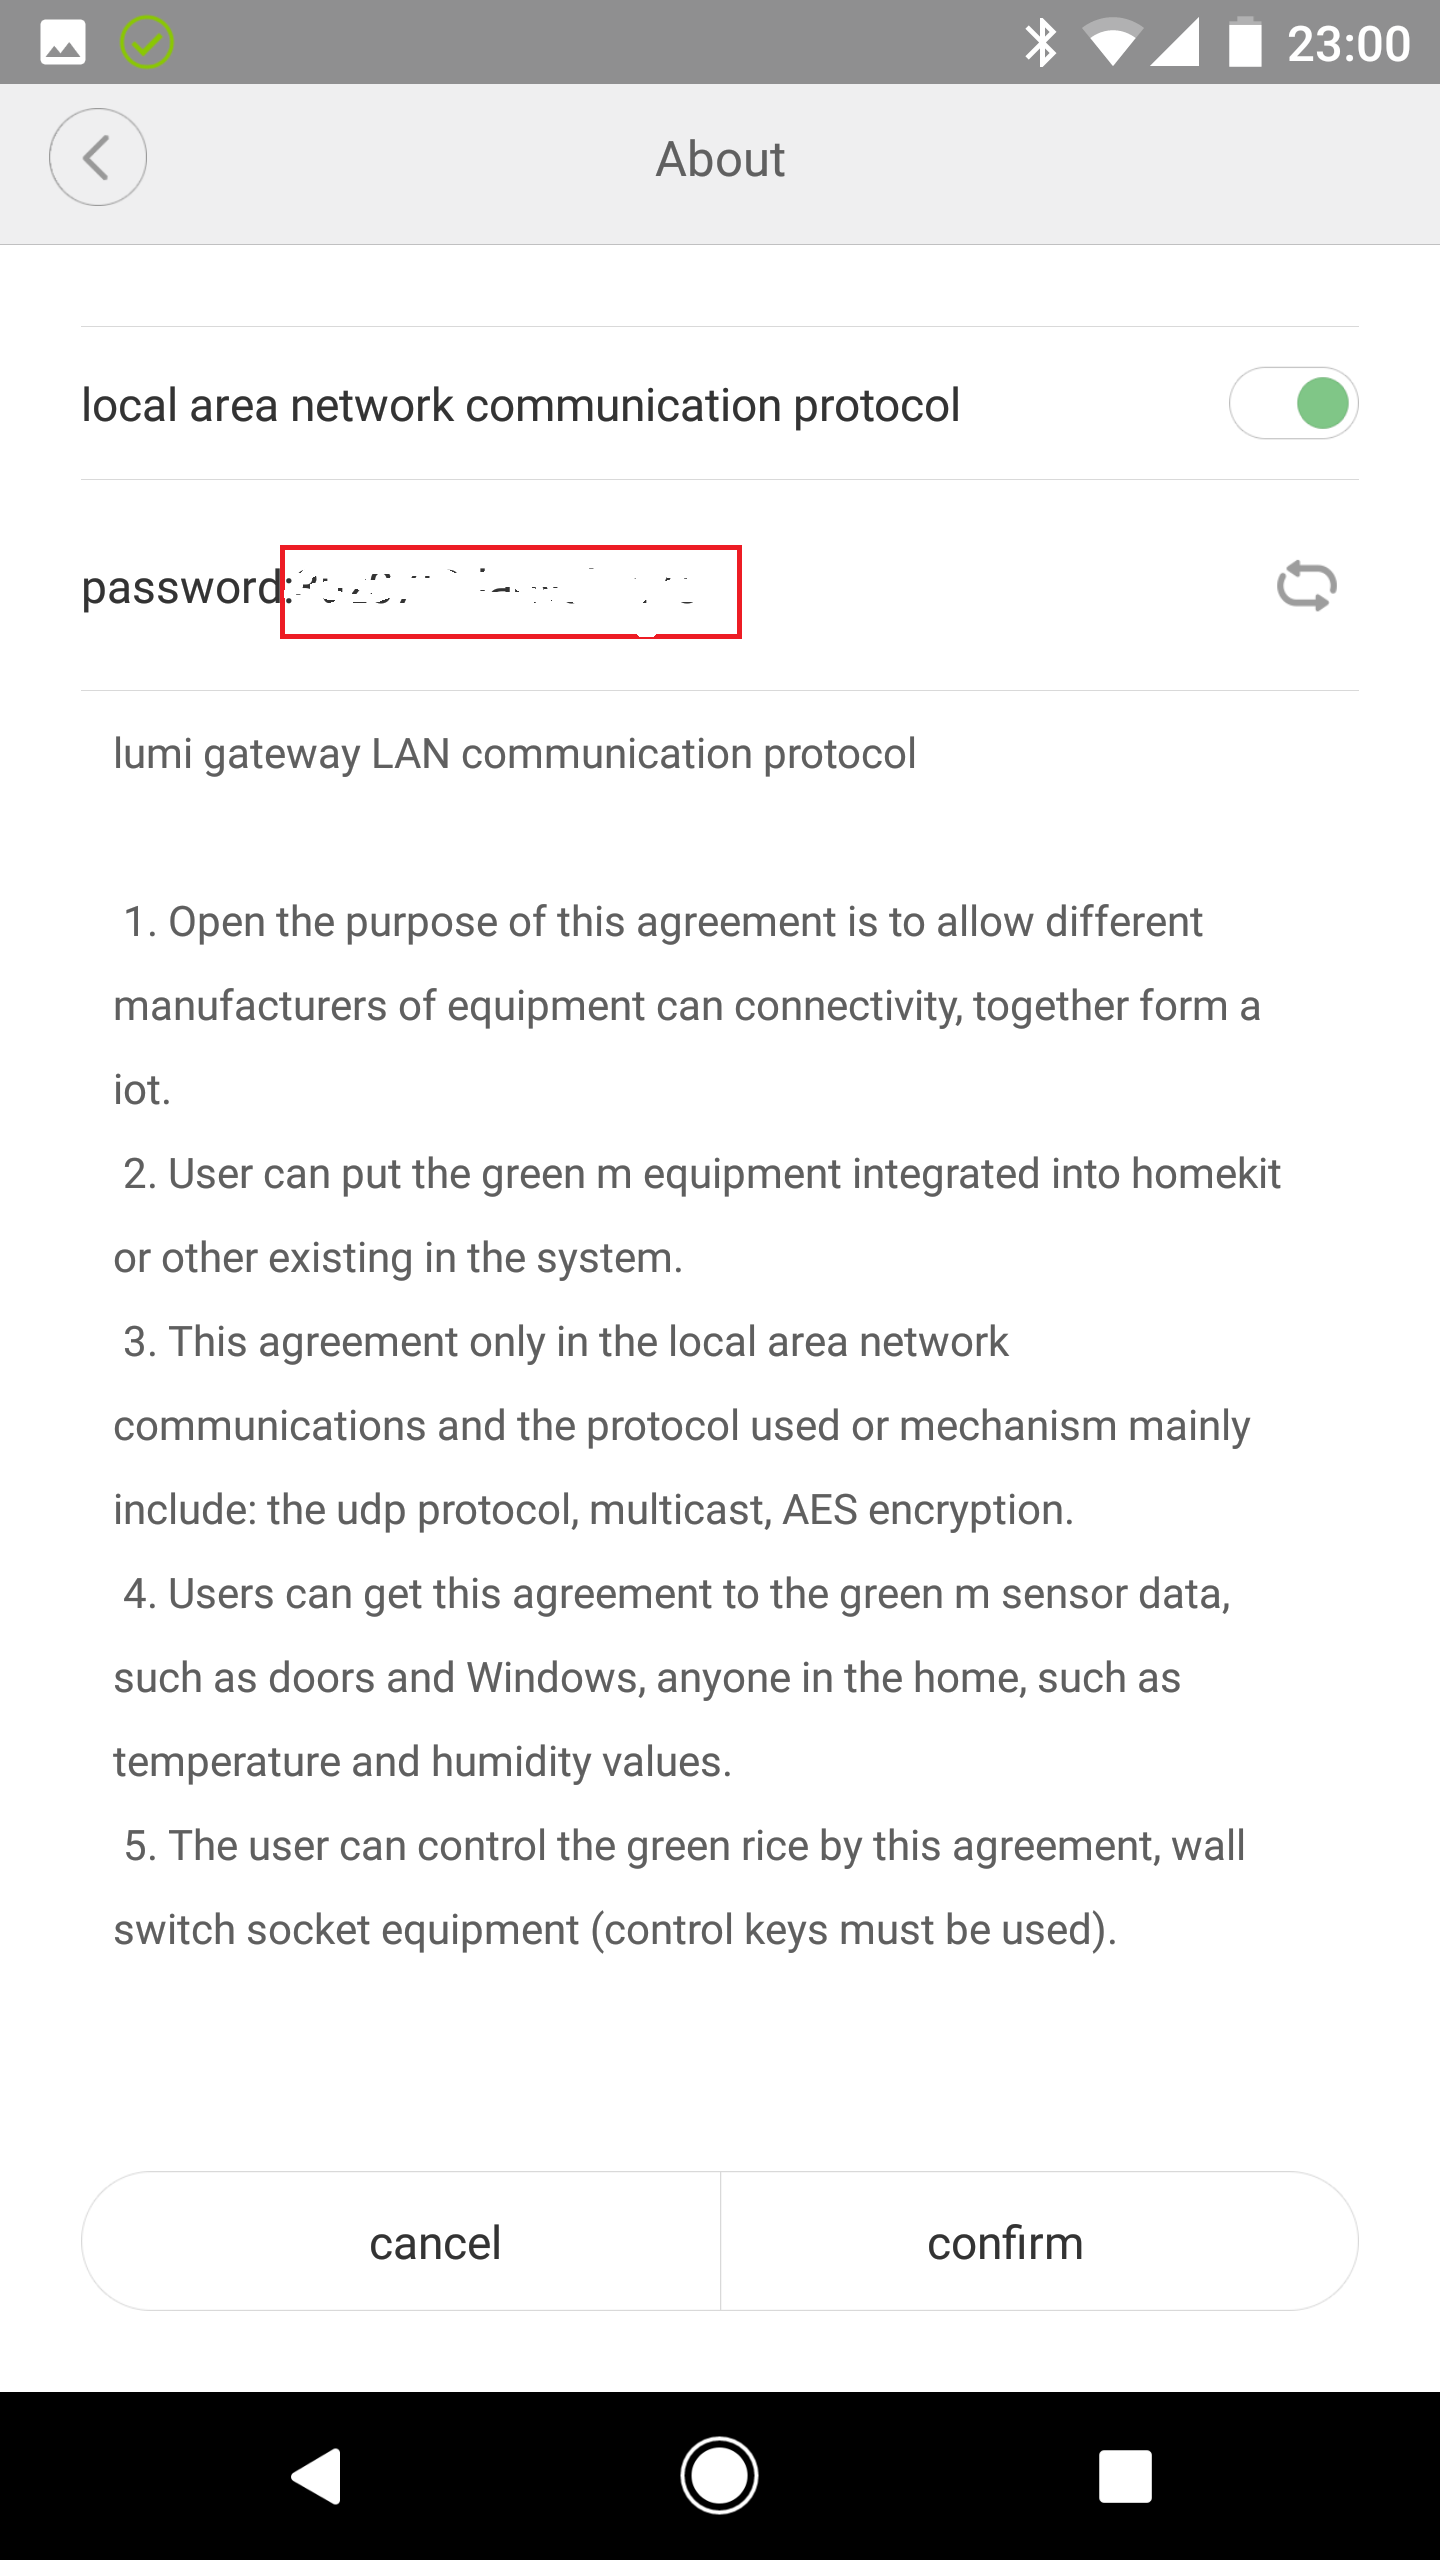 23:00
About
local area network communication protocol
password:
lumi gateway LAN communication protocol
1. Open the purpose of this agreement is to allow different
manufacturers of equipment can connectivity, together form a
iot.
2. User can put the green m equipment integrated into homekit
or other existing in the system.
3. This agreement only in the local area network
communications and the protocol used or mechanism mainly
include: the udp protocol, multicast, AES encryption.
4. Users can get this agreement to the green m sensor data,
such as doors and Windows, anyone in the home, such as
temperature and humidity values.
5. The user can control the green rice by this agreement, wall
switch socket equipment (control keys must be used).
cancel
confirm